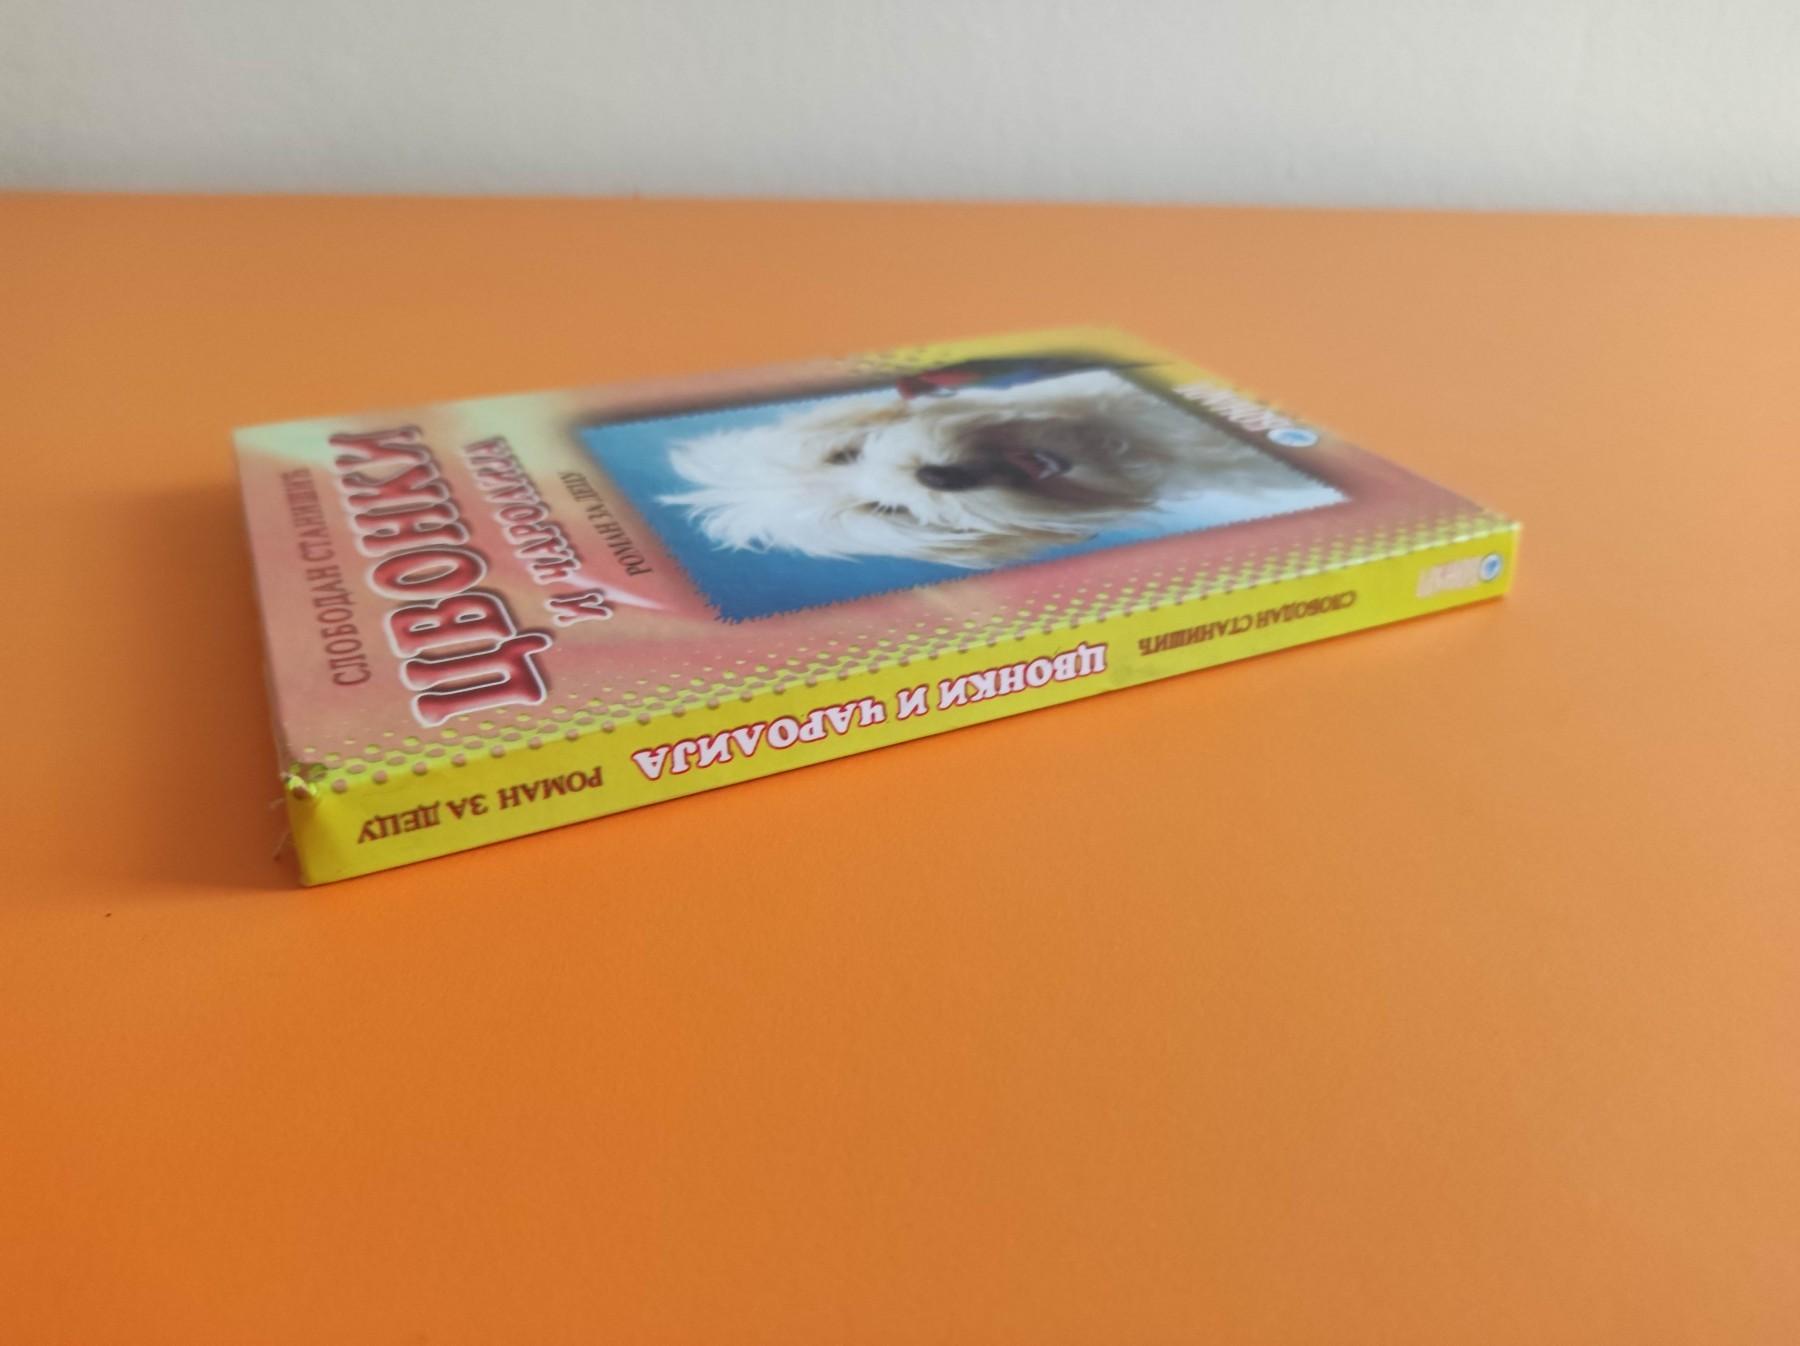 СЛОБОДАН СТАНИШИЋ
ЦВОНКИ
И ЧАРОЛИЈА
РОМАН ЗА ДЕЦУ
СЛОБОДАН СТАНИШИЋ
ЦВОНКИ И ЧАРОЛИЈА
РОМАН ЗА ДЕЦУ